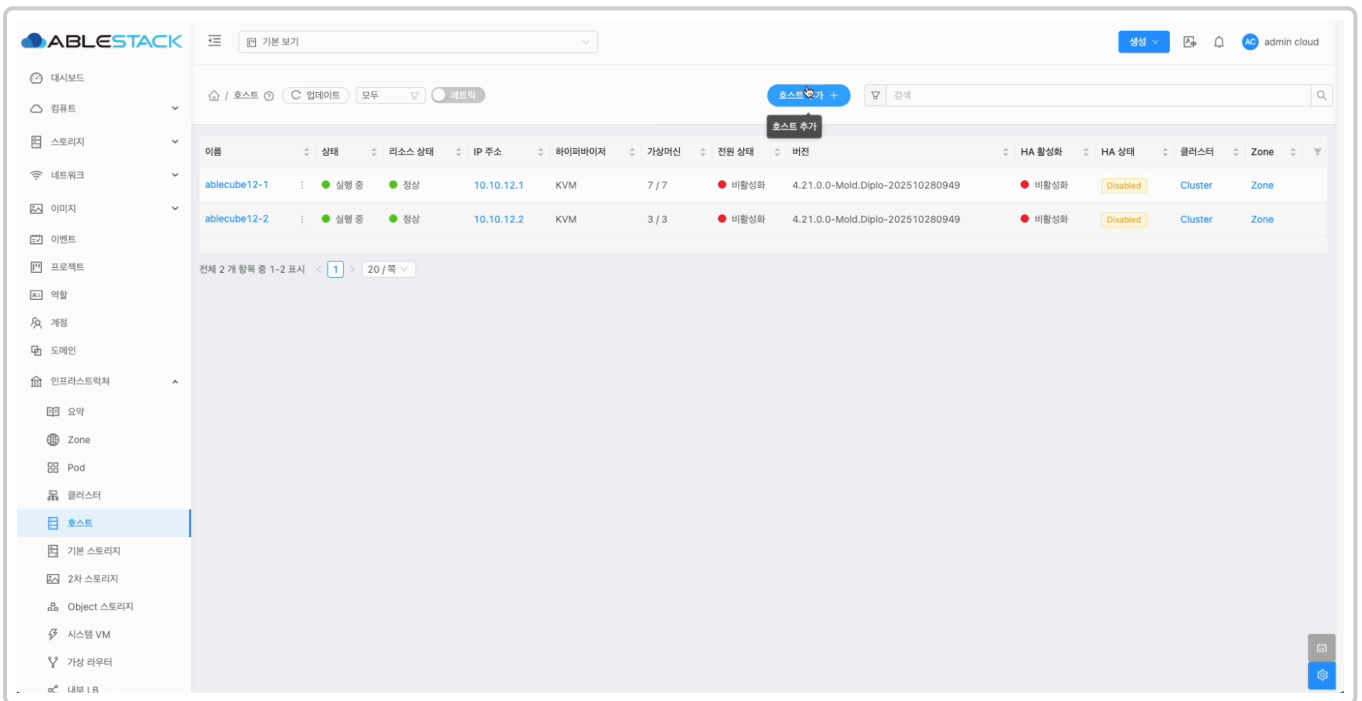 ABLESTACK
기본 보기
생성
AC admin cloud
대시보드
컴퓨트
스토리지
네트워크
이미지
이벤트
프로젝트
역할
계정
도메인
인프라스트럭쳐
요약
Zone
Pod
클러스터
호스트
기본 스토리지
2차 스토리지
Object 스토리지
시스템 VM
가상 라우터
내부 LB
/ 호스트 업데이트 모두 메트릭
호스트 추가 +
검색
호스트 추가
이름 상태 리소스 상태 IP 주소 하이퍼바이저 가상머신 전원 상태 버전 HA 활성화 HA 상태 클러스터 Zone
ablecube12-1 실행 중 정상 10.10.12.1 KVM 7 / 7 비활성화 4.21.0.0-Mold.Diplo-202510280949 비활성화 Disabled Cluster Zone
ablecube12-2 실행 중 정상 10.10.12.2 KVM 3 / 3 비활성화 4.21.0.0-Mold.Diplo-202510280949 비활성화 Disabled Cluster Zone
전체 2 개 항목 중 1-2 표시 < 1 > 20 / 쪽